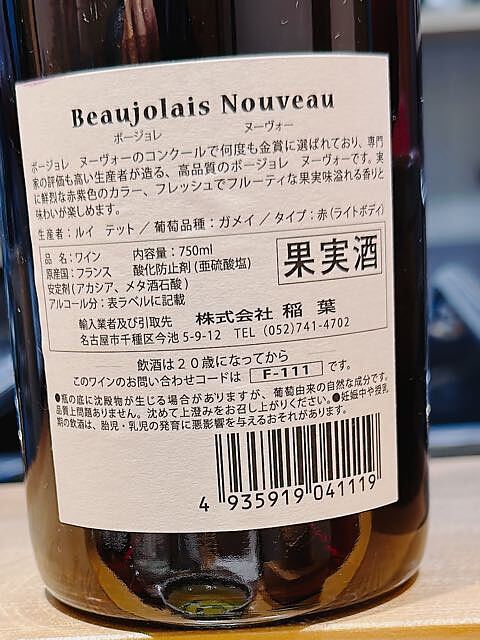 Beaujolais Nouveau
ボージョレ ヌーヴォー
ボージョレ ヌーヴォーのコンクールで何度も金賞に選ばれており、専門
家の評価も高い生産者が造る、高品質のボージョレ ヌーヴォーです。実
に鮮烈な赤紫色のカラー、フレッシュでフルーティな果実味溢れる香りと
味わいが楽しめます。
生産者:ルイ テット/葡萄品種:ガメイ/タイプ:赤(ライトボディ)
品名:ワイン 内容量:750ml
原産国:フランス 酸化防止剤(亜硫酸塩)
安定剤(アカシア、メタ酒石酸)
アルコール分:表ラベルに記載
果実酒
輸入業者及び引取先 株式会社 稲葉
名古屋市千種区今池 5-9-12 TEL (052)741-4702
飲酒は20歳になってから
このワインのお問い合わせコードは F-111 です。
●瓶の底に沈殿物が生じる場合がありますが、葡萄由来の自然な成分です。
品質上問題ありません。沈めて上澄みをお召し上がりください。●妊娠中や授乳
期の飲酒は、胎児・乳児の発育に悪影響を与えるおそれがあります。
4 935919 041119